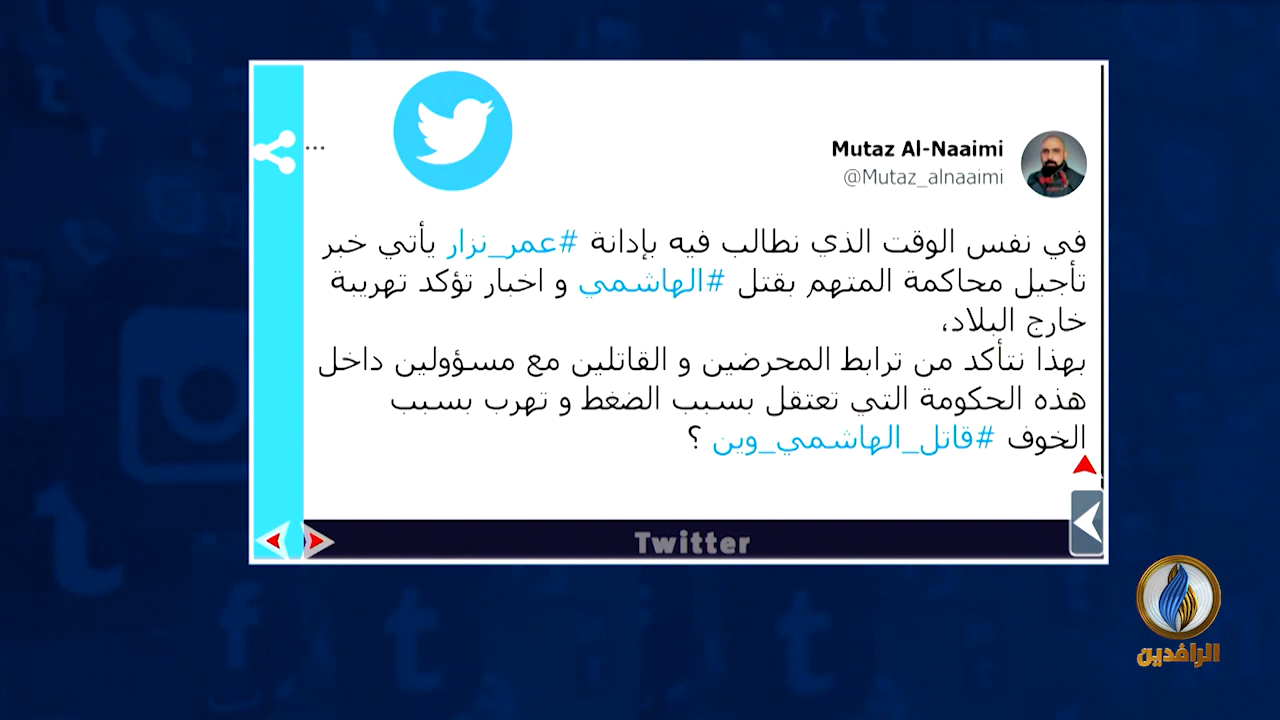 Mutaz Al-Naaimi
@Mutaz_alnaaimi
في نفس الوقت الذي نطالب فيه بإدانة #عمر_نزار يأتي خبر
تأجيل محاكمة المتهم بقتل #الهاشمي و اخبار تؤكد تهريبة
خارج البلاد،
بهذا نتأكد من ترابط المحرضين و القاتلين مع مسؤولين داخل
هذه الحكومة التي تعتقل بسبب الضغط و تهرب بسبب
الخوف #قاتل_الهاشمي_وين ؟
Twitter
الرافدين